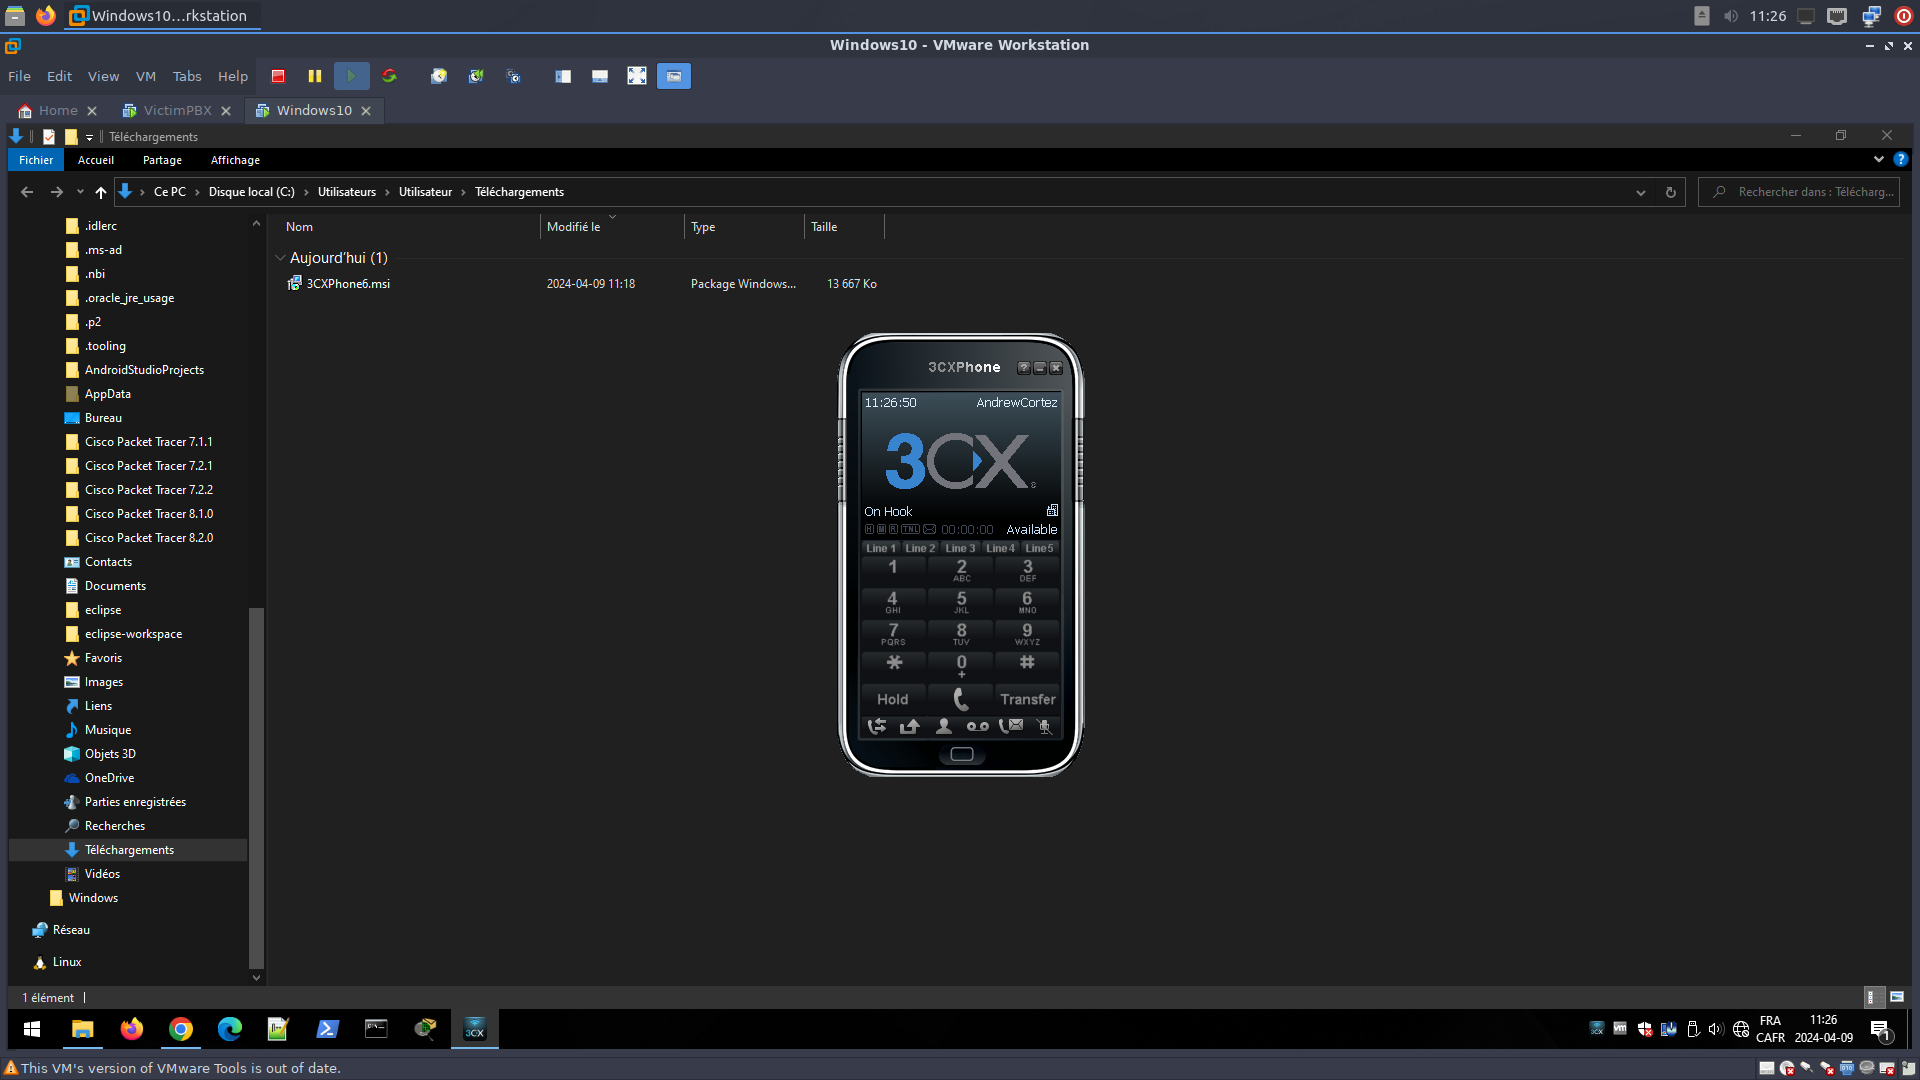 Windows10...rkstation
11:26
Windows10 - VMware Workstation
File Edit View VM Tabs Help
Home VictimPBX Windows10
Téléchargements
Fichier Accueil Partage Affichage
Ce PC Disque local (C:) Utilisateurs Utilisateur Téléchargements
Rechercher dans : Télécharg...
Nom Modifié le Type Taille
Aujourd'hui (1)
3CXPhone6.msi 2024-04-09 11:18 Package Windows... 13 667 Ko
.idlerc
.ms-ad
.nbi
.oracle_jre_usage
.p2
.tooling
AndroidStudioProjects
AppData
Bureau
Cisco Packet Tracer 7.1.1
Cisco Packet Tracer 7.2.1
Cisco Packet Tracer 7.2.2
Cisco Packet Tracer 8.1.0
Cisco Packet Tracer 8.2.0
Contacts
Documents
eclipse
eclipse-workspace
Favoris
Images
Liens
Musique
Objets 3D
OneDrive
Parties enregistrées
Recherches
Téléchargements
Vidéos
Windows
Réseau
Linux
3CXPhone
11:26:50 AndrewCortez
3CX
On Hook
H M R TNL 00:00:00 Available
Line 1 Line 2 Line 3 Line 4 Line5
1 2 3
ABC DEF
4 5 6
GHI JKL MNO
7 8 9
PQRS TUV WXYZ
* 0 #
+
Hold Transfer
1 élément
3CX
FRA
CAFR
11:26
2024-04-09
1
This VM's version of VMware Tools is out of date.